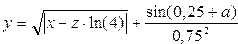 y = √|x − z · ln(4)| + sin(0,25 ÷ a) / 0,75²